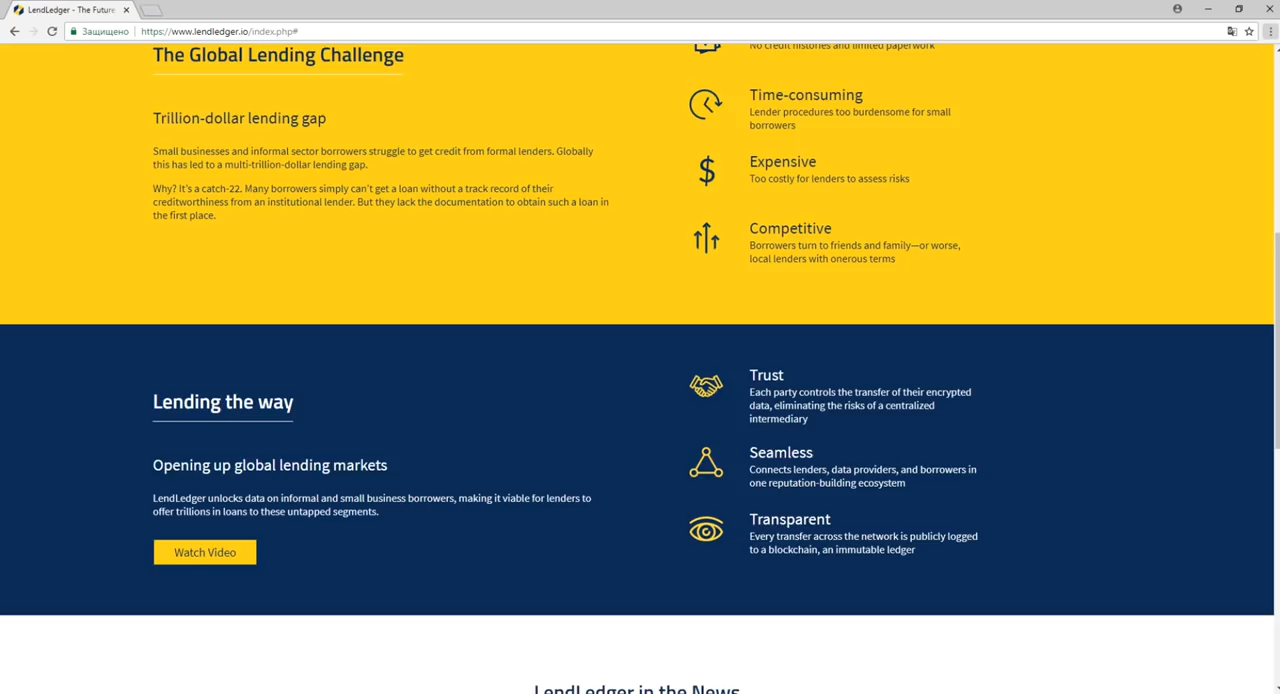 LendLedger - The Future
Защищено
https://www.lendledger.io/index.php#
The Global Lending Challenge
Trillion-dollar lending gap
Small businesses and informal sector borrowers struggle to get credit from formal lenders. Globally
this has led to a multi-trillion-dollar lending gap.
Why? It's a catch-22. Many borrowers simply can't get a loan without a track record of their
creditworthiness from an institutional lender. But they lack the documentation to obtain such a loan in
the first place.
No credit histories and limited paperwork
Time-consuming
Lender procedures too burdensome for small
borrowers
Expensive
Too costly for lenders to assess risks
Competitive
Borrowers turn to friends and family—or worse,
local lenders with onerous terms
Lending the way
Opening up global lending markets
LendLedger unlocks data on informal and small business borrowers, making it viable for lenders to
offer trillions in loans to these untapped segments.
Watch Video
Trust
Each party controls the transfer of their encrypted
data, eliminating the risks of a centralized
intermediary
Seamless
Connects lenders, data providers, and borrowers in
one reputation-building ecosystem
Transparent
Every transfer across the network is publicly logged
to a blockchain, an immutable ledger
LendLedger in the News